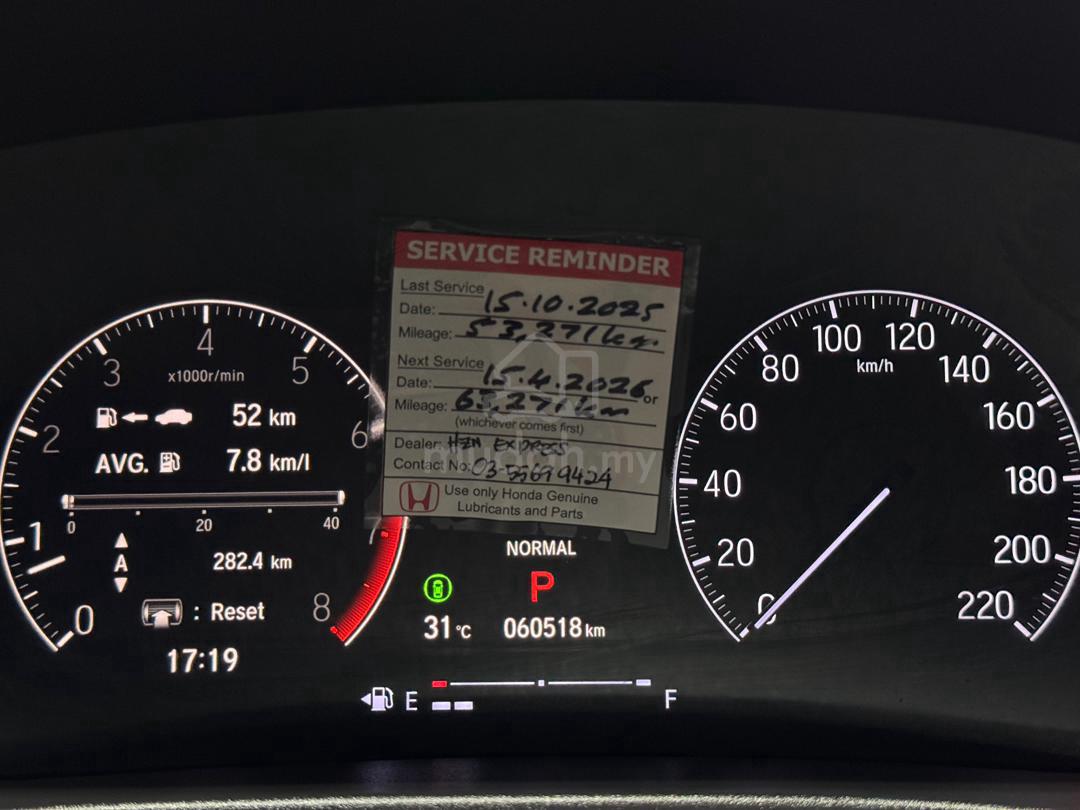 SERVICE REMINDER
Last Service
Date: 15.10.2025
Mileage: 53,271km.
Next Service
Date: 15.4.2026 or
Mileage: 63,271km
(whichever comes first)
Dealer: HZN EXPRESS
Contact No: 03-55699424
Use only Honda Genuine
Lubricants and Parts
mudah.my
0 1 2 3 4 5 6 7 8
x1000r/min
52 km
AVG. 7.8 km/l
0 20 40
A 282.4 km
: Reset
17:19
NORMAL
P
31°C 060518 km
E F
0 20 40 60 80 100 120 140 160 180 200 220
km/h